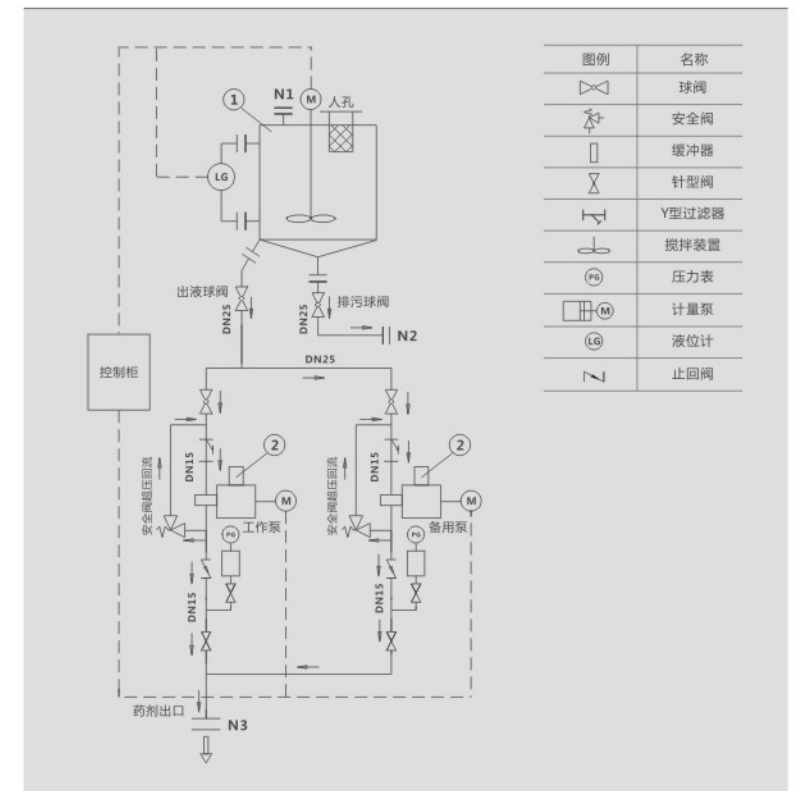 图例 名称
球阀
安全阀
缓冲器
针型阀
Y型过滤器
搅拌装置
PG 压力表
M 计量泵
LG 液位计
止回阀
1 N1 M 人孔
LG
出液球阀
DN25
DN25
排污球阀
N2
控制柜
DN25
安全阀超压回流
DN15
2
M
工作泵
PG
DN15
安全阀超压回流
DN15
2
M
备用泵
PG
DN15
药剂出口
N3